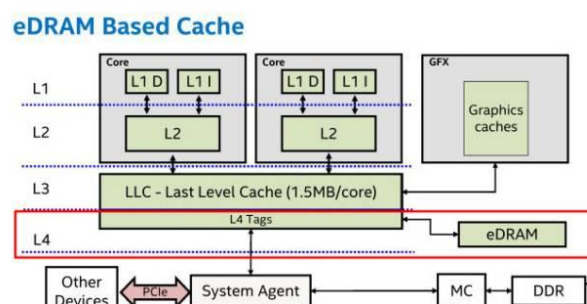 eDRAM Based Cache
Core
Core
GFX
L1
L1 D
L1 I
L1 D
L1 I
Graphics
caches
L2
L2
L2
L3
LLC - Last Level Cache (1.5MB/core)
L4 Tags
L4
eDRAM
Other
Devices
PCIe
System Agent
MC
DDR